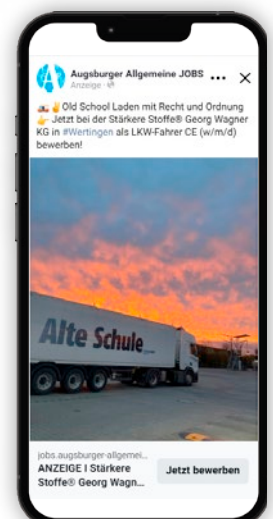 Augsburger Allgemeine JOBS
Anzeige
Old School Laden mit Recht und Ordnung
Jetzt bei der Stärkere Stoffe® Georg Wagner
KG in #Wertingen als LKW-Fahrer CE (w/m/d)
bewerben!
Alte Schule
jobs.augsburger-allgemei...
ANZEIGE I Stärkere
Stoffe® Georg Wagn...
Jetzt bewerben